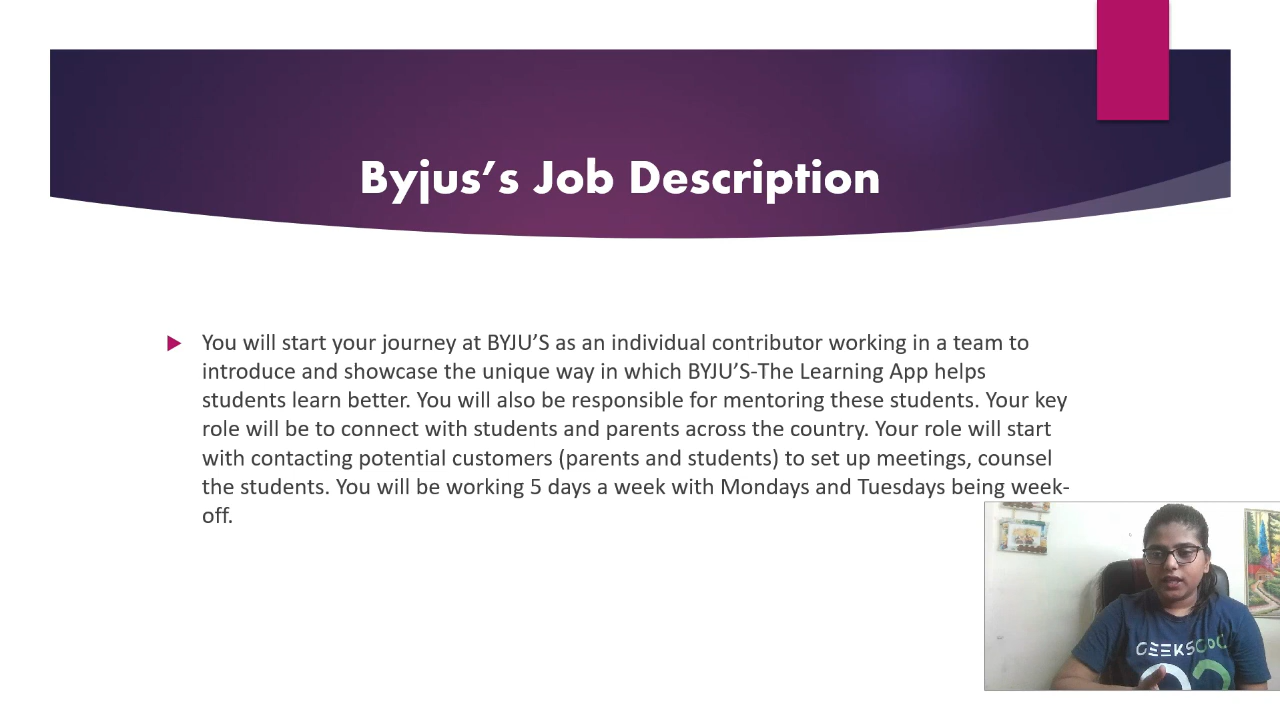 Byjus’s Job Description
You will start your journey at BYJU’S as an individual contributor working in a team to
introduce and showcase the unique way in which BYJU’S-The Learning App helps
students learn better. You will also be responsible for mentoring these students. Your key
role will be to connect with students and parents across the country. Your role will start
with contacting potential customers (parents and students) to set up meetings, counsel
the students. You will be working 5 days a week with Mondays and Tuesdays being week-
off.